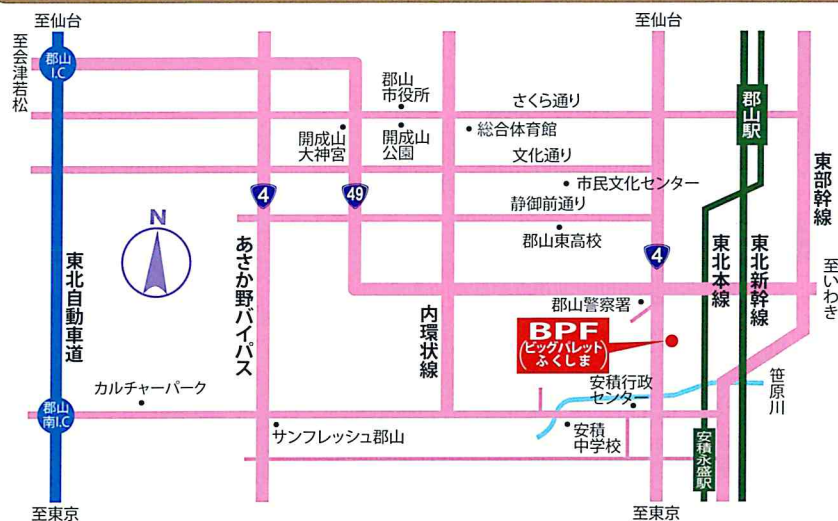 至仙台
至仙台
至会津若松
郡山
I.C
郡山
市役所
さくら通り
郡山駅
開成山
大神宮
開成山
公園
総合体育館
文化通り
東部幹線
市民文化センター
4
49
静御前通り
N
郡山東高校
4
東北自動車道
あさか野バイパス
内環状線
東北本線
東北新幹線
至いわき
郡山警察署
BPF
(ビッグパレット
ふくしま)
カルチャーパーク
安積行政
センター
笹原川
郡山
南I.C
サンフレッシュ郡山
安積
中学校
安積永盛駅
至東京
至東京